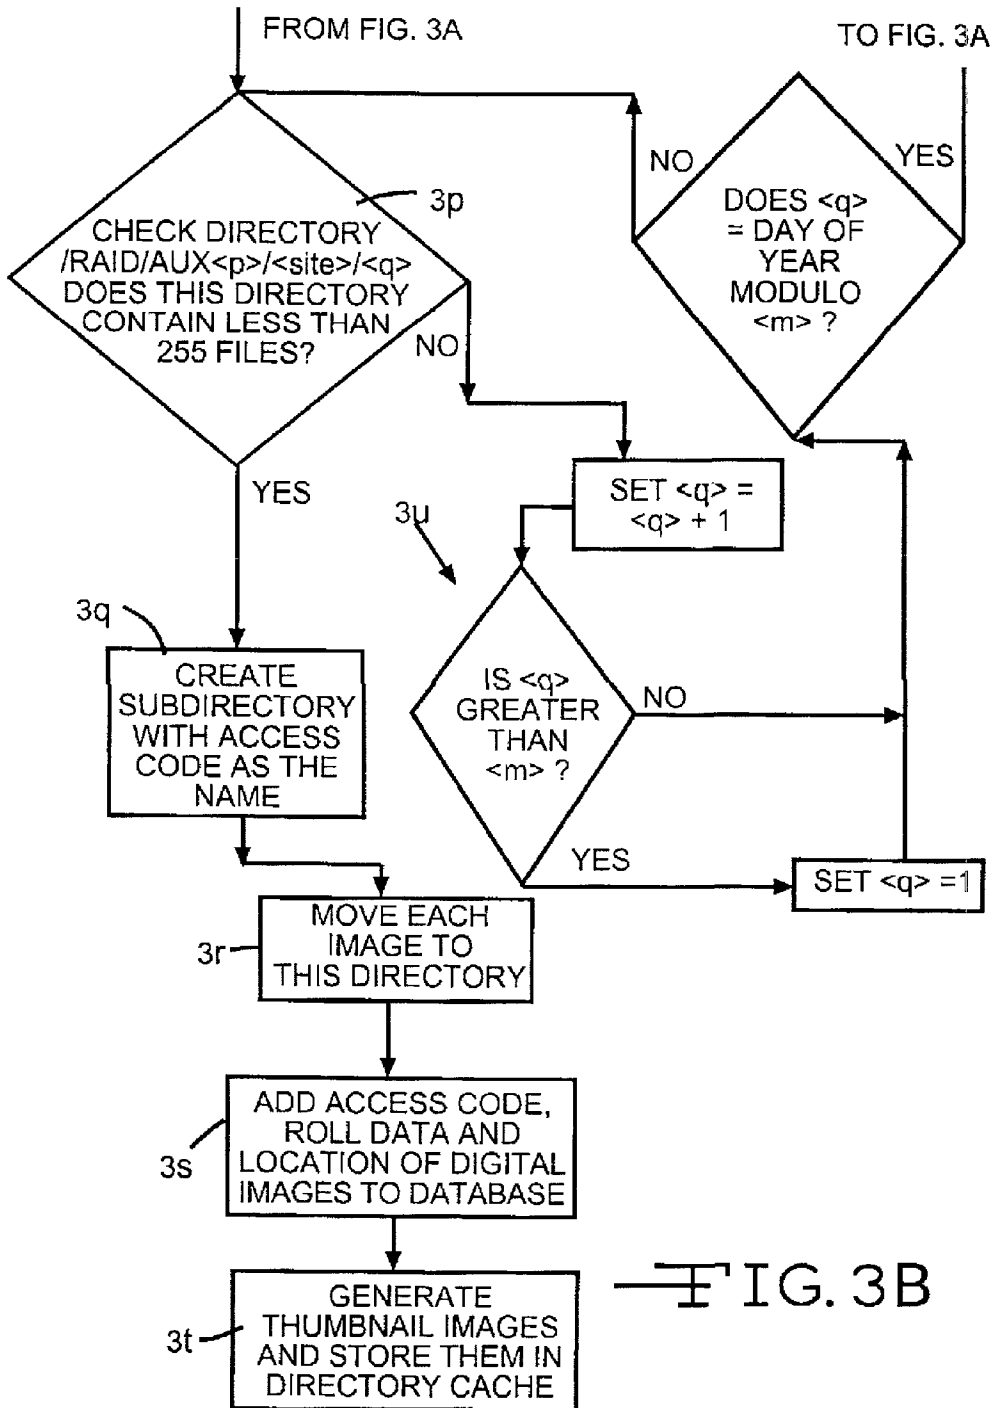 FROM FIG. 3A
TO FIG. 3A
3p
CHECK DIRECTORY
/RAID/AUX<p>/<site>/<q>
DOES THIS DIRECTORY
CONTAIN LESS THAN
255 FILES?
NO
YES
NO
YES
DOES <q>
= DAY OF
YEAR
MODULO
<m> ?
SET <q> =
<q> + 1
3u
IS <q>
GREATER
THAN
<m> ?
NO
YES
SET <q> =1
3q
CREATE
SUBDIRECTORY
WITH ACCESS
CODE AS THE
NAME
3r
MOVE EACH
IMAGE TO
THIS DIRECTORY
3s
ADD ACCESS CODE,
ROLL DATA AND
LOCATION OF DIGITAL
IMAGES TO DATABASE
3t
GENERATE
THUMBNAIL IMAGES
AND STORE THEM IN
DIRECTORY CACHE
FIG. 3B